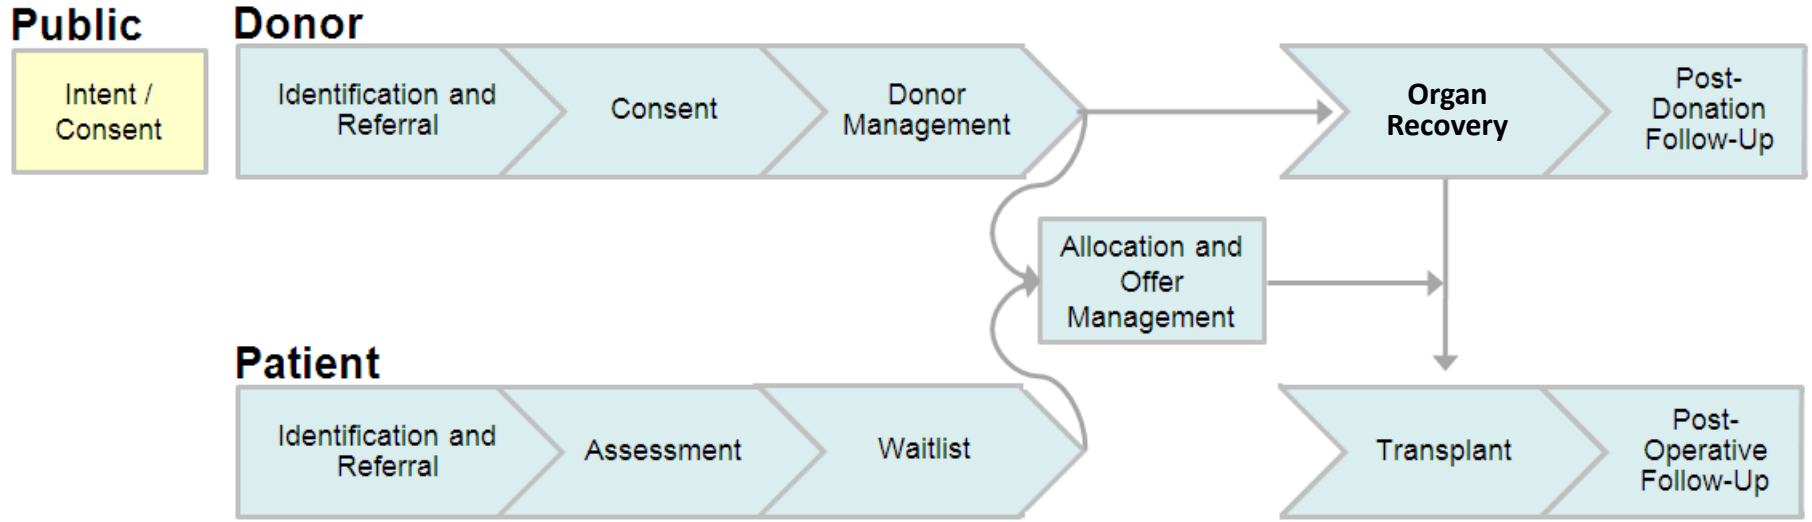 Public
Intent /
Consent
Donor
Identification and
Referral
Consent
Donor
Management
Organ
Recovery
Post-
Donation
Follow-Up
Allocation and
Offer
Management
Patient
Identification and
Referral
Assessment
Waitlist
Transplant
Post-
Operative
Follow-Up